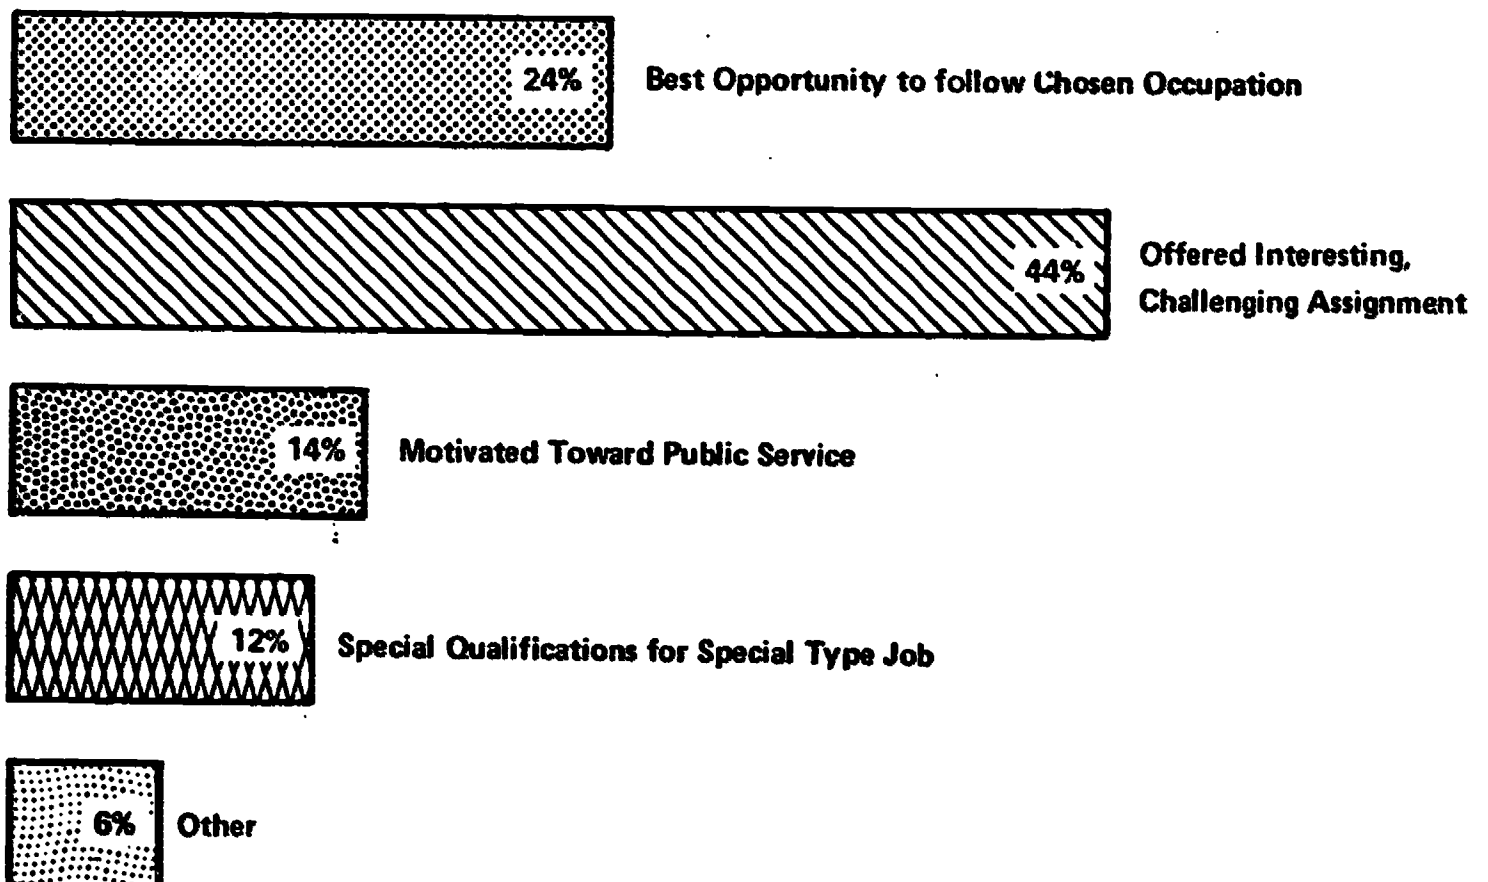 24% Best Opportunity to follow Chosen Occupation
44% Offered Interesting,
Challenging Assignment
14% Motivated Toward Public Service
12% Special Qualifications for Special Type Job
6% Other